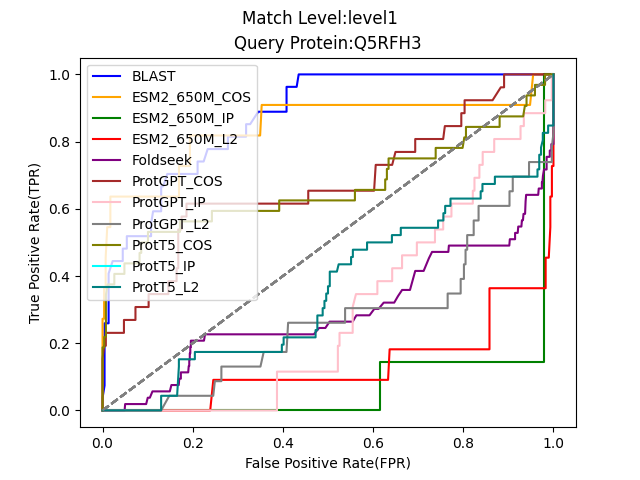 Match Level:level1
Query Protein:Q5RFH3
True Positive Rate(TPR)
1.0
0.8
0.6
0.4
0.2
0.0
BLAST
ESM2_650M_COS
ESM2_650M_IP
ESM2_650M_L2
Foldseek
ProtGPT_COS
ProtGPT_IP
ProtGPT_L2
ProtT5_COS
ProtT5_IP
ProtT5_L2
0.0 0.2 0.4 0.6 0.8 1.0
False Positive Rate(FPR)